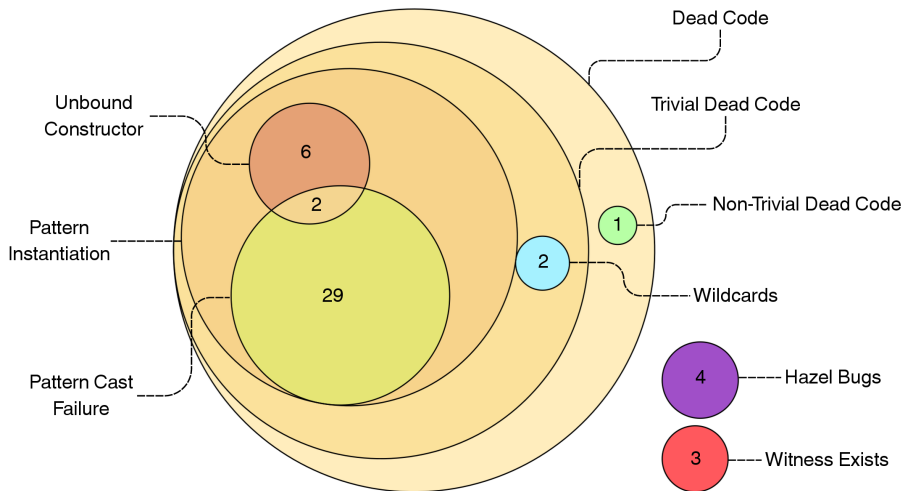 Dead Code
Unbound
Constructor
Trivial Dead Code
6
2
Non-Trivial Dead Code
1
Pattern
Instantiation
2
29
Wildcards
Pattern Cast
Failure
4
Hazel Bugs
3
Witness Exists